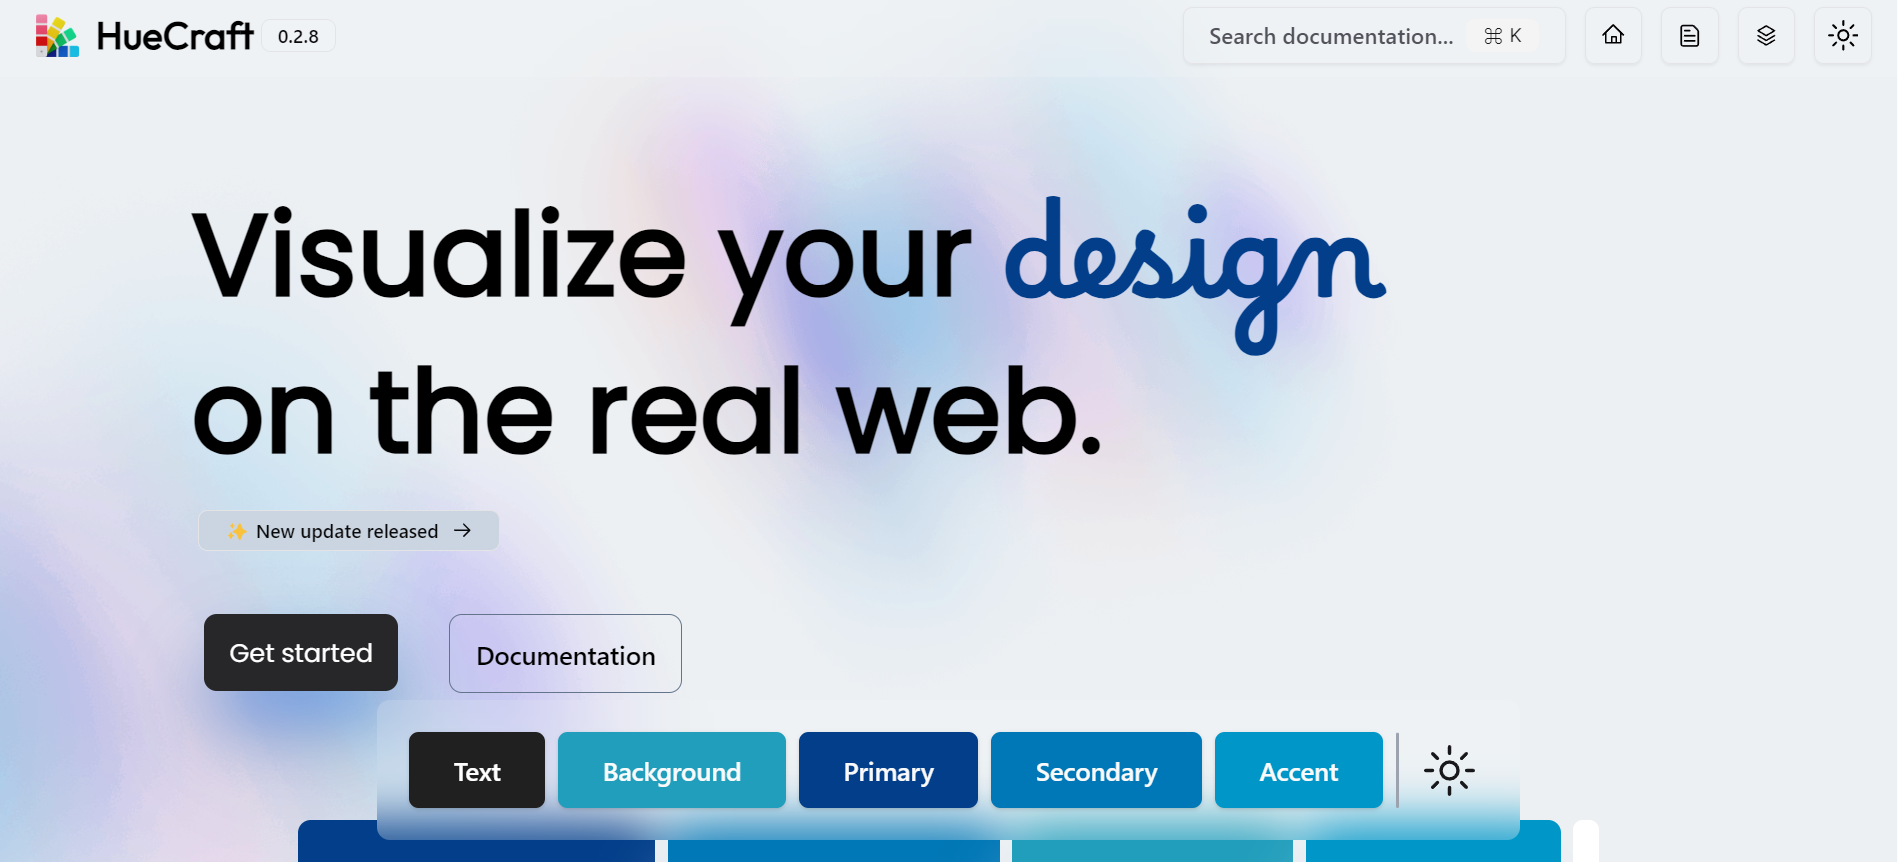 HueCraft 0.2.8
Search documentation... ⌘ K
Visualize your design
on the real web.
✨ New update released →
Get started
Documentation
Text
Background
Primary
Secondary
Accent